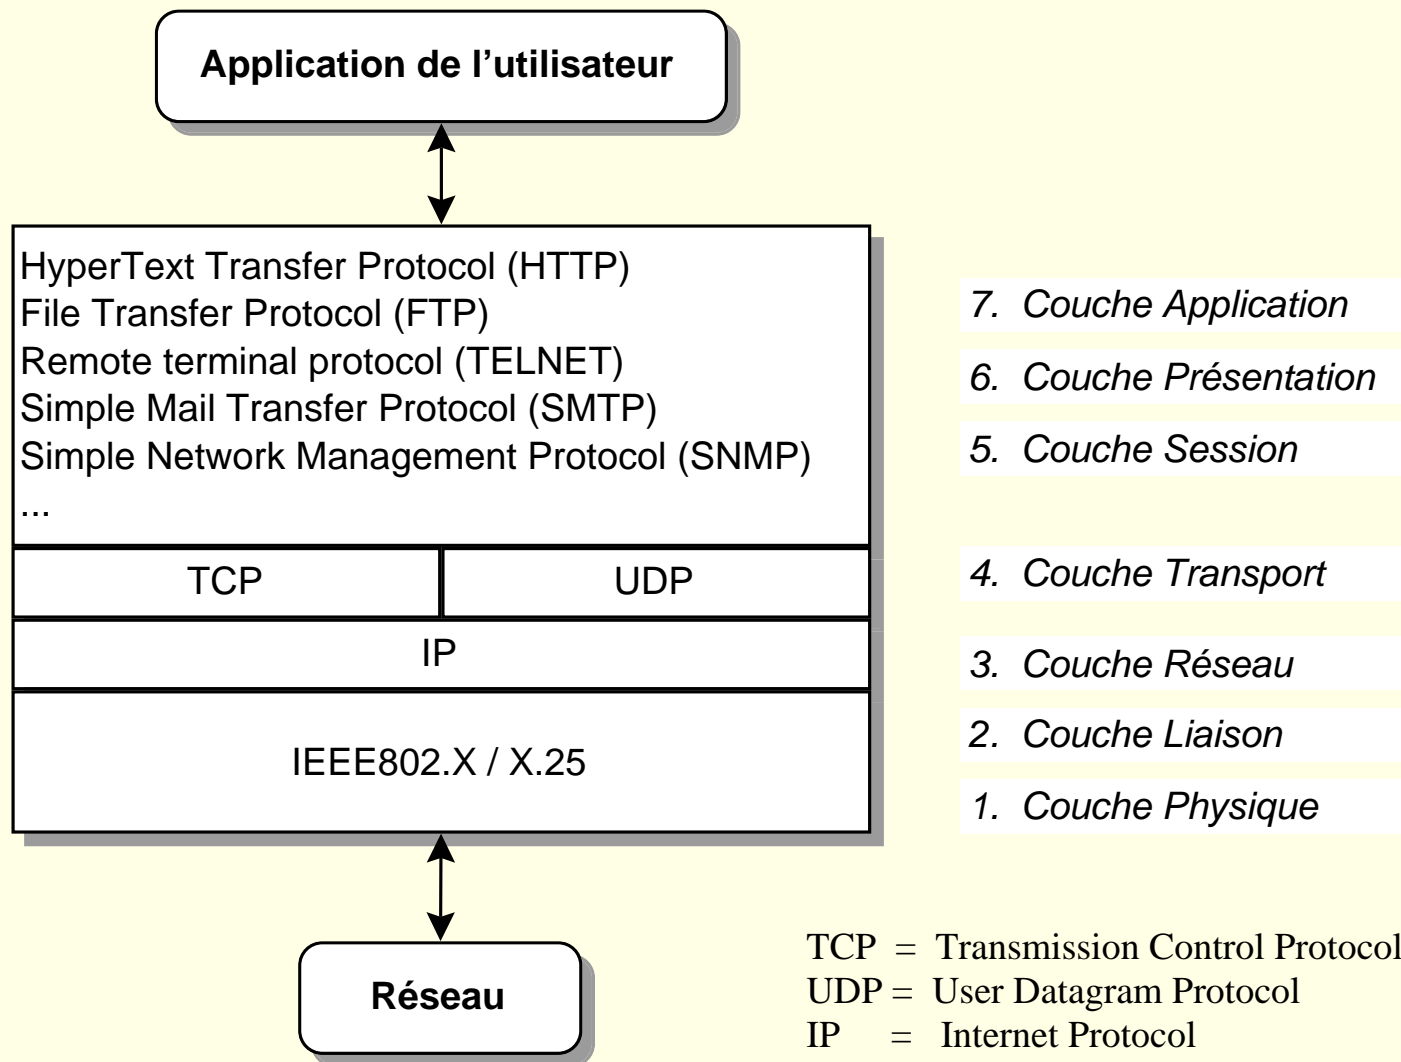 Application de l’utilisateur
HyperText Transfer Protocol (HTTP)
File Transfer Protocol (FTP)
Remote terminal protocol (TELNET)
Simple Mail Transfer Protocol (SMTP)
Simple Network Management Protocol (SNMP)
...
7. Couche Application
6. Couche Présentation
5. Couche Session
TCP UDP
4. Couche Transport
IP
3. Couche Réseau
IEEE802.X / X.25
2. Couche Liaison
1. Couche Physique
Réseau
TCP = Transmission Control Protocol
UDP = User Datagram Protocol
IP = Internet Protocol